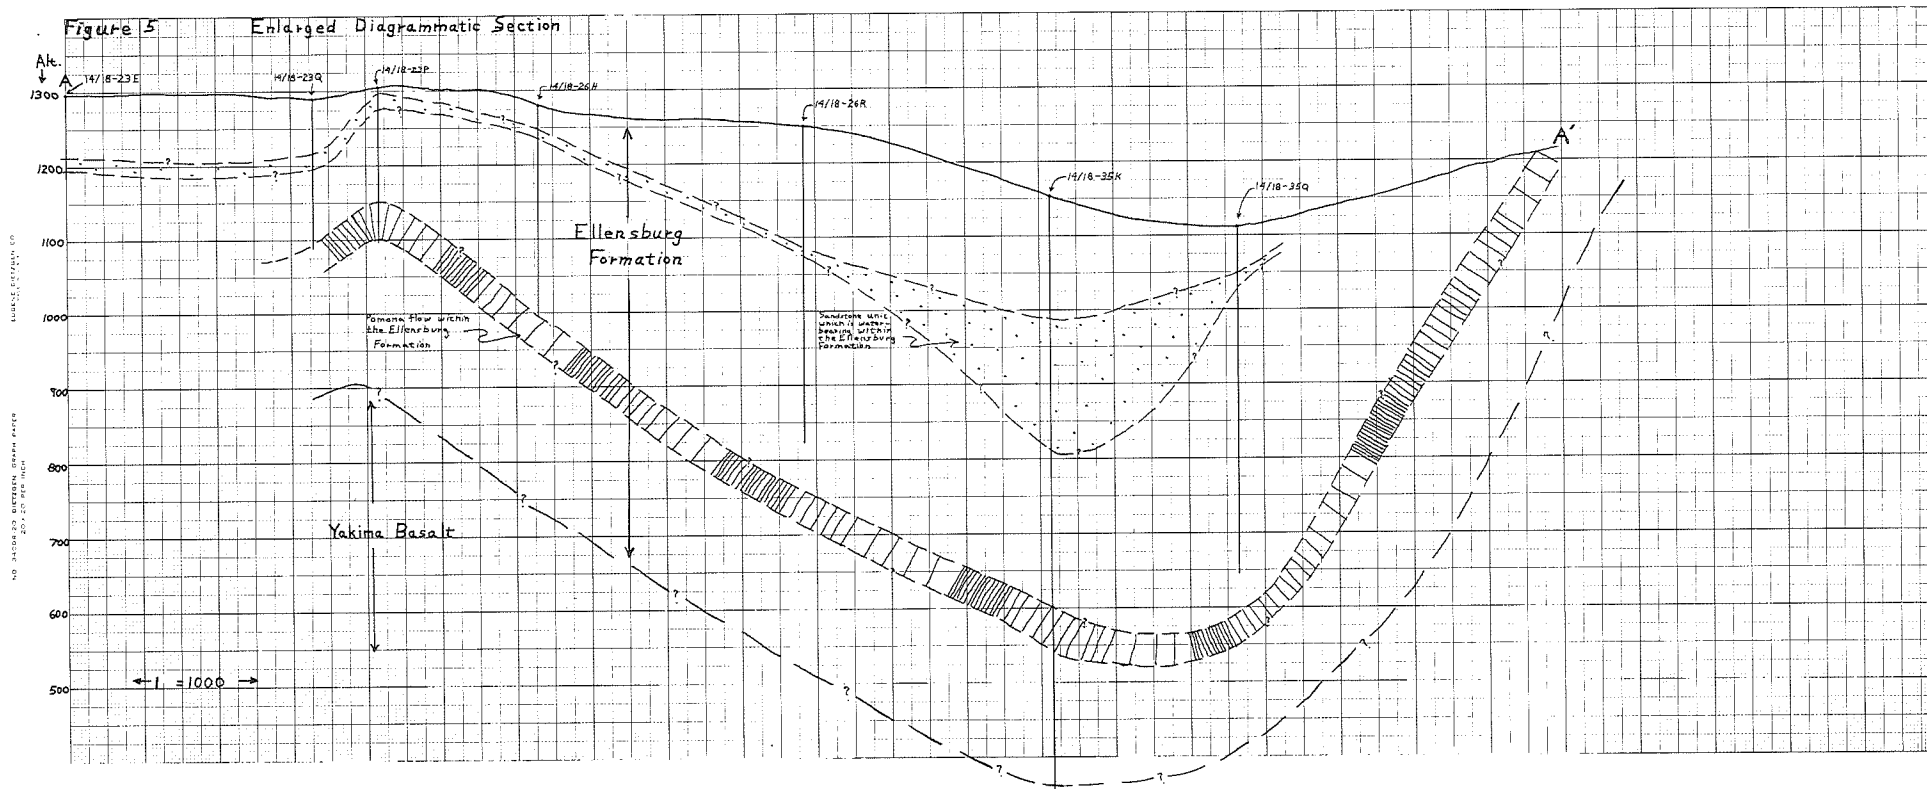 Figure 5 Enlarged Diagrammatic Section
Alt.
A 14/18-23E
14/18-23Q
14/18-23P
14/18-26H
14/18-26R
14/18-35K
14/18-35Q
A'
1300
1200
1100
1000
900
800
700
600
500
Ellensburg
Formation
Pomona flow within
the Ellensburg
Formation
Sandstone unit
which is water-
bearing within
the Ellensburg
Formation
Yakima Basalt
1" = 1000